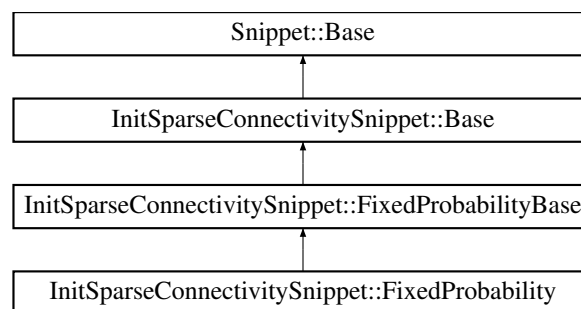 Snippet::Base
InitSparseConnectivitySnippet::Base
InitSparseConnectivitySnippet::FixedProbabilityBase
InitSparseConnectivitySnippet::FixedProbability